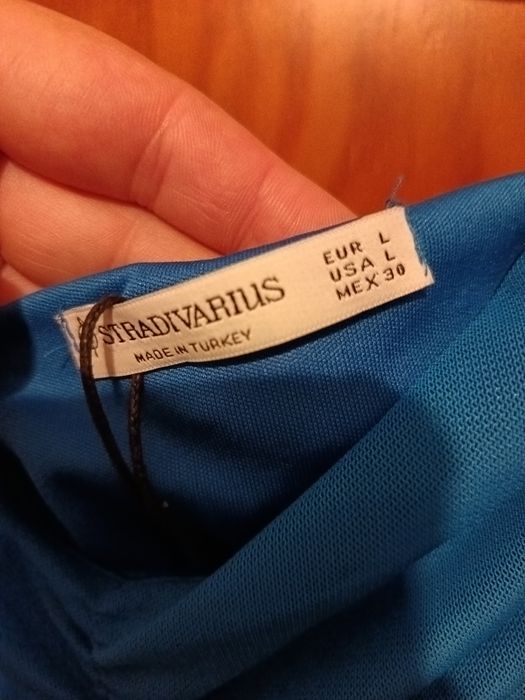 STRADIVARIUS
MADE IN TURKEY
EUR L
USA L
MEX 30